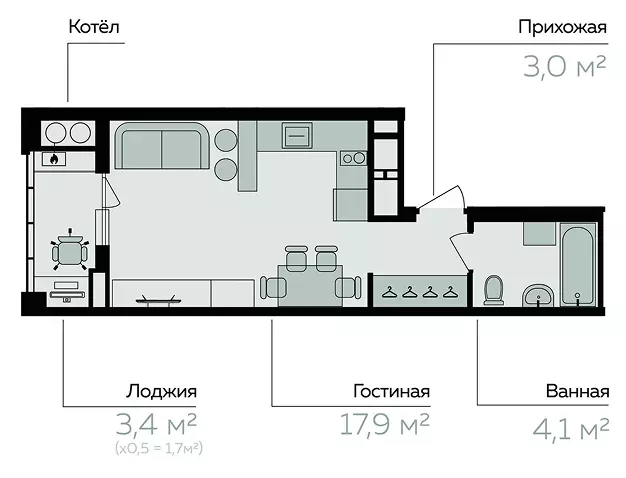 Котёл
Прихожая
3,0 м²
Лоджия
3,4 м²
(х0,5 = 1,7м²)
Гостиная
17,9 м²
Ванная
4,1 м²